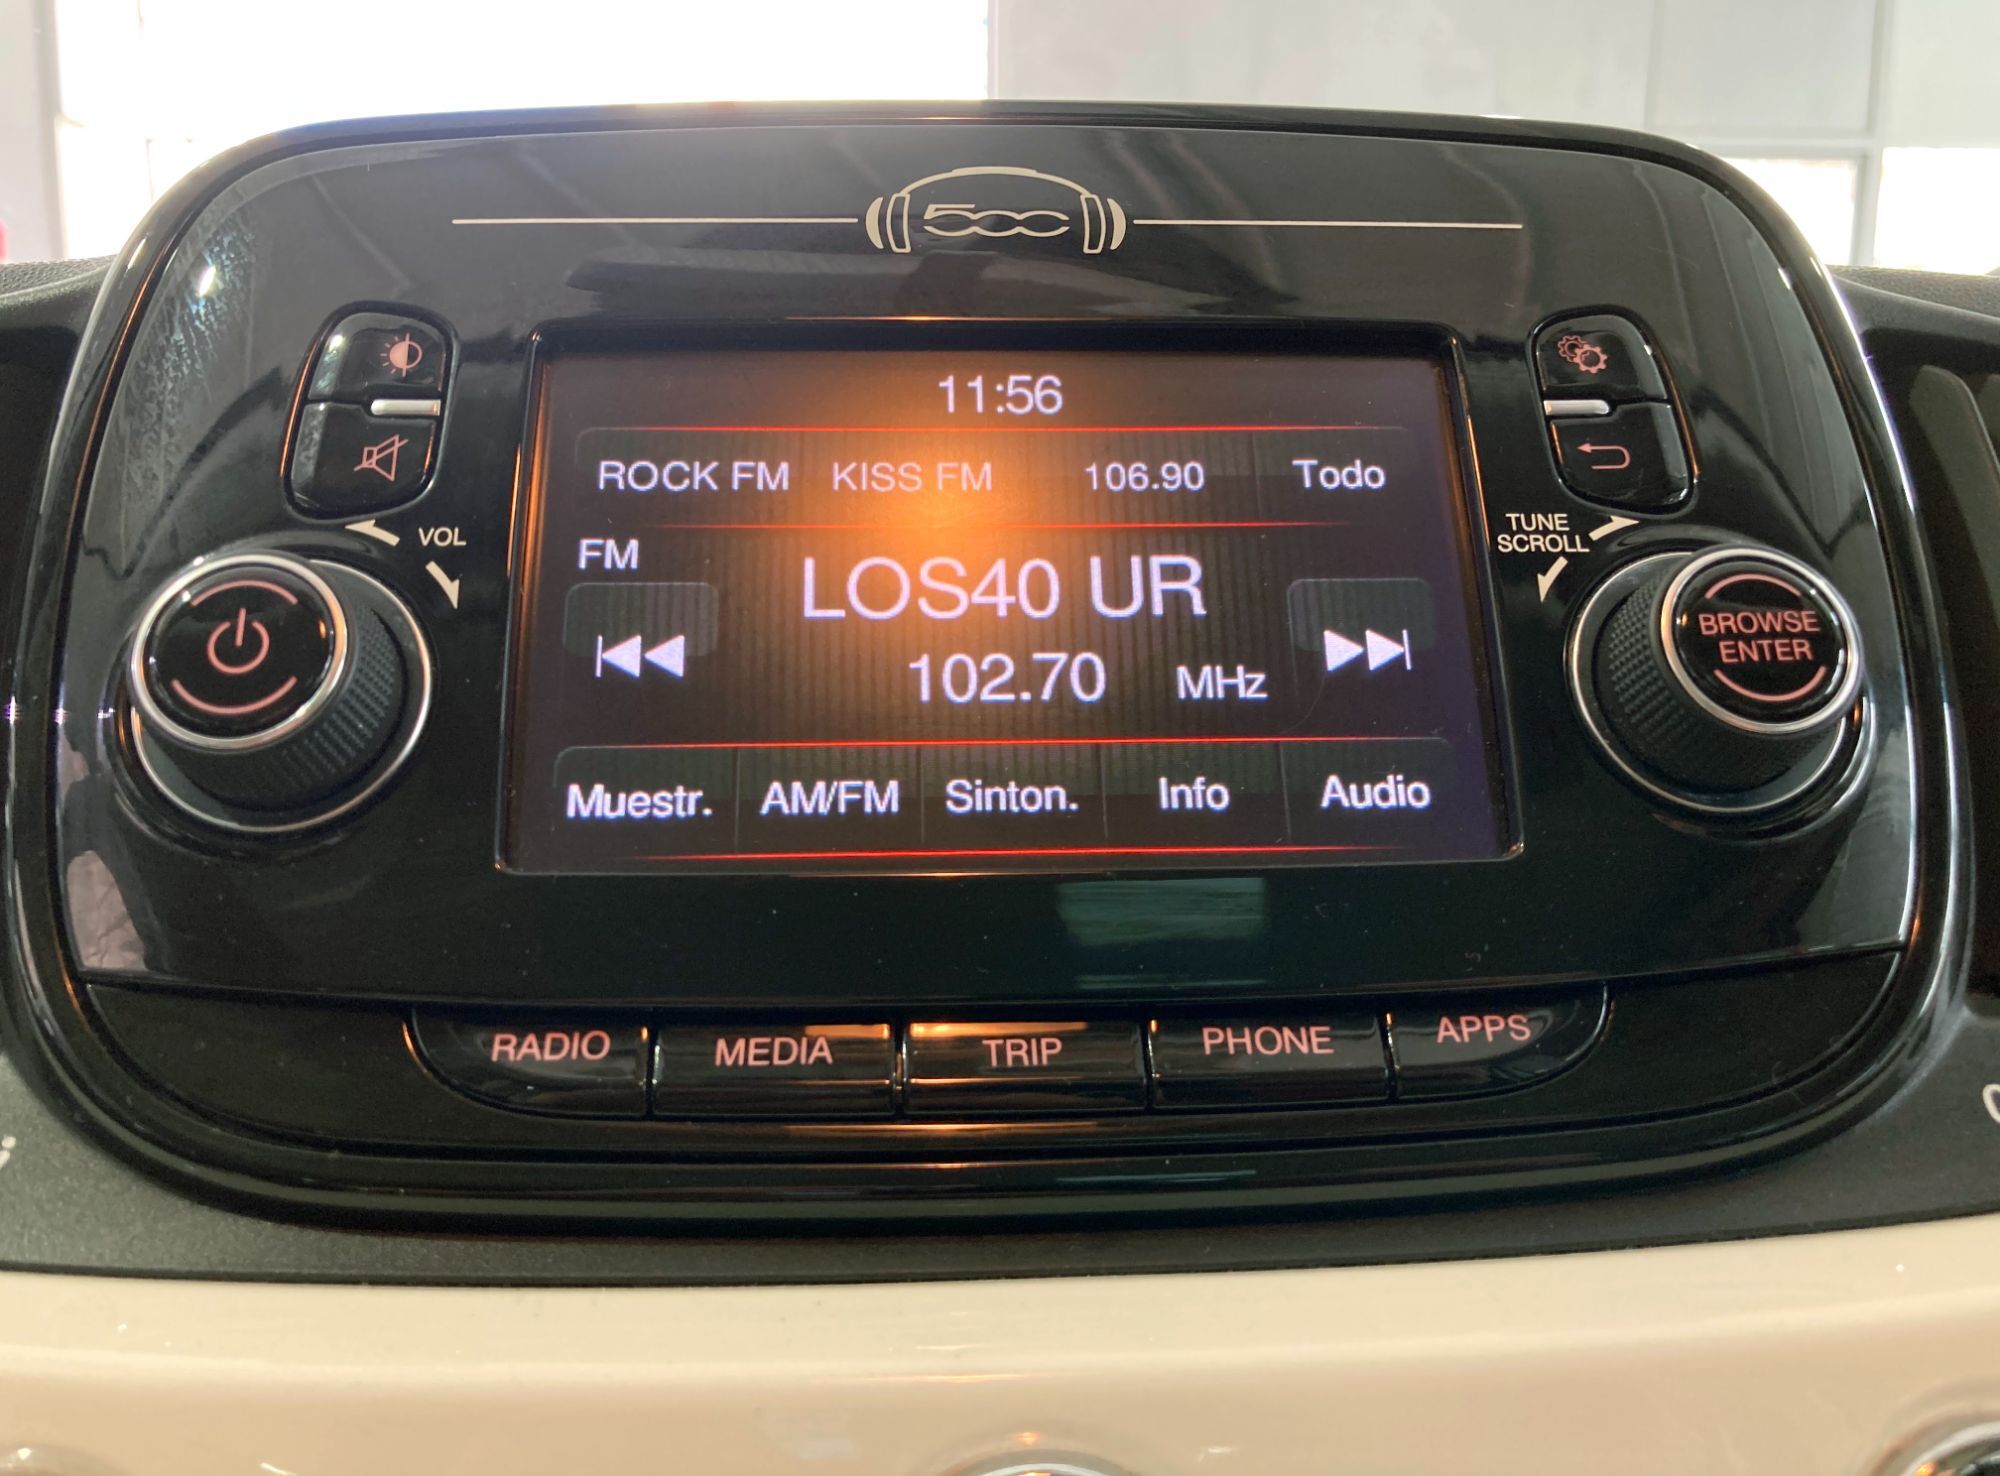 500
11:56
ROCK FM KISS FM 106.90 Todo
VOL
TUNE
SCROLL
FM
LOS40 UR
BROWSE
ENTER
102.70 MHz
Muestr. AM/FM Sinton. Info Audio
RADIO MEDIA TRIP PHONE APPS